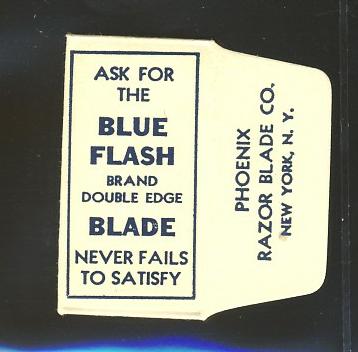 ASK FOR
THE
BLUE
FLASH
BRAND
DOUBLE EDGE
BLADE
NEVER FAILS
TO SATISFY
PHOENIX
RAZOR BLADE CO.
NEW YORK, N. Y.